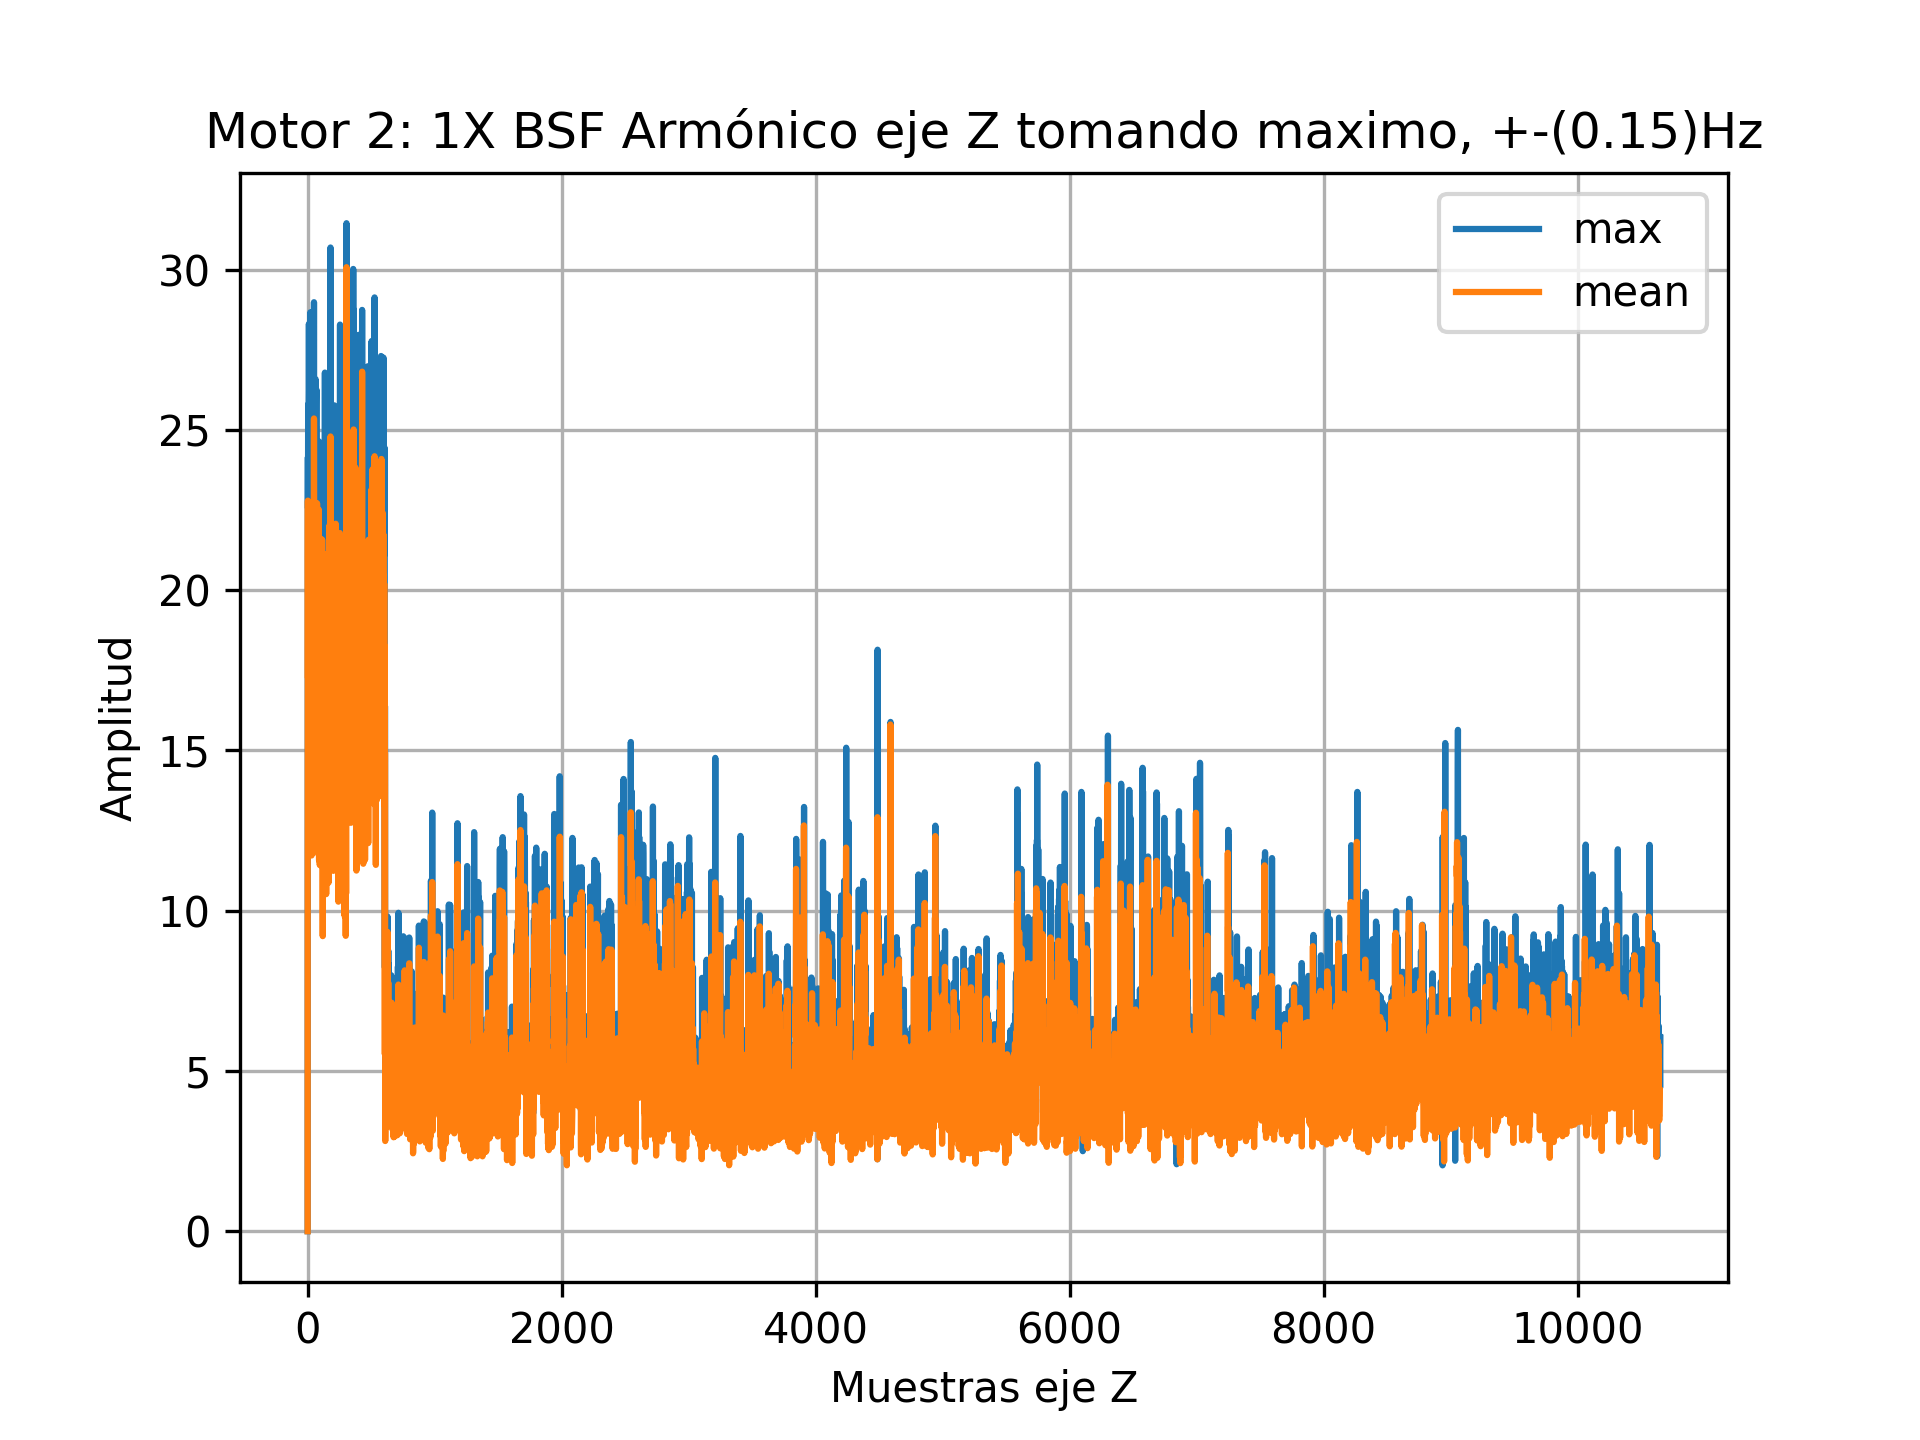 Motor 2: 1X BSF Armónico eje Z tomando maximo, +-(0.15)Hz
max
mean
30
25
20
15
10
5
0
Amplitud
0 2000 4000 6000 8000 10000
Muestras eje Z